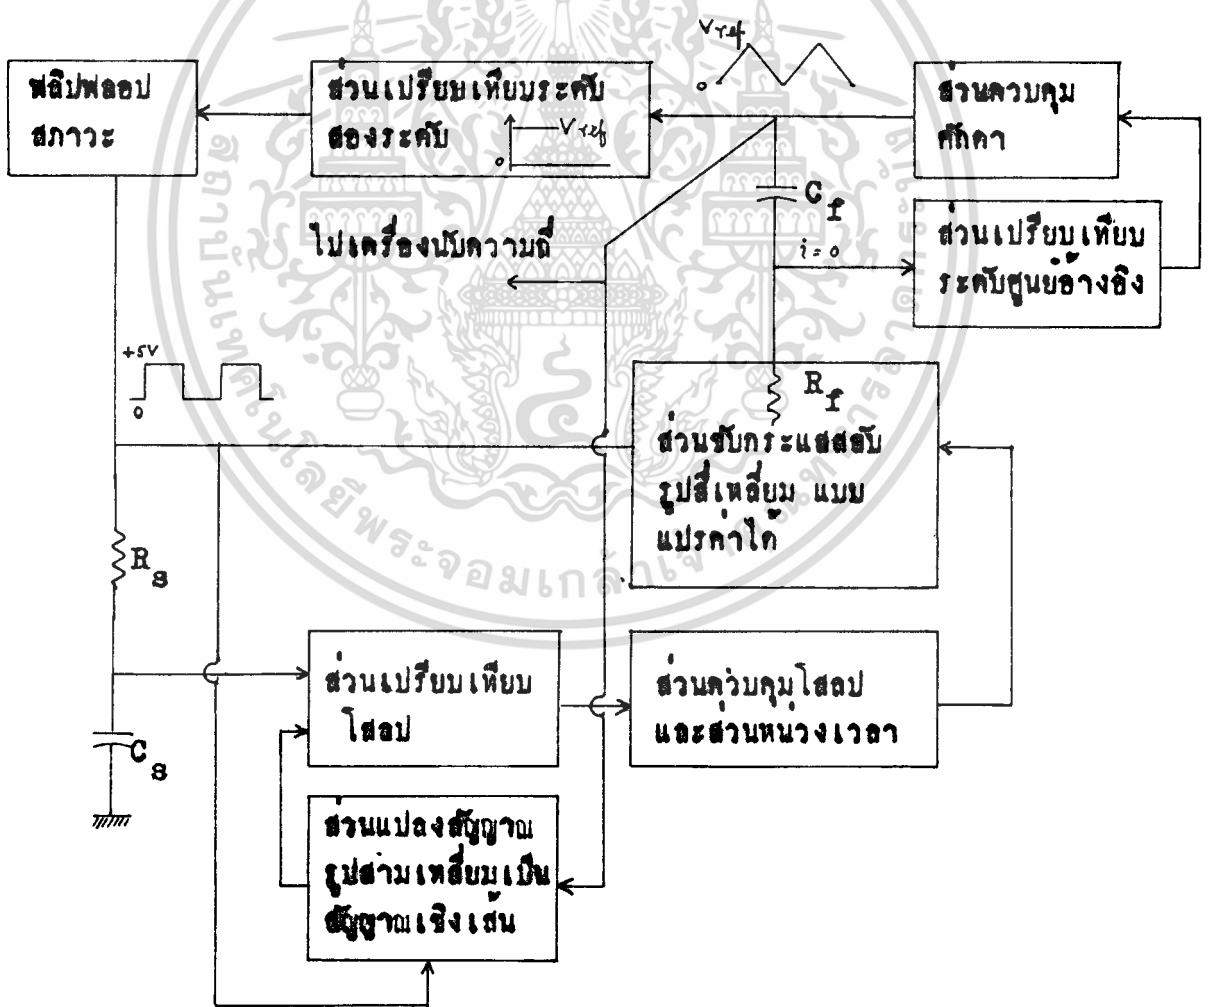 Vref
0
ฟลิปฟลอป
สภาวะ
ส่วนเปรียบเทียบระดับ
สองระดับ
Vref
0
ส่วนควบคุม
ศักดา
Cf
i=0
ส่วนเปรียบเทียบ
ระดับศูนย์อ้างอิง
ไปเครื่องนับความถี่
+5V
0
Rf
ส่วนขับกระแสสลับ
รูปสี่เหลี่ยม แบบ
แปรค่าได้
Rs
Cs
ส่วนเปรียบเทียบ
โสลป
ส่วนควบคุมโสลป
และส่วนหน่วงเวลา
ส่วนแปลงสัญญาณ
รูปสามเหลี่ยมเป็น
สัญญาณเชิงเส้น